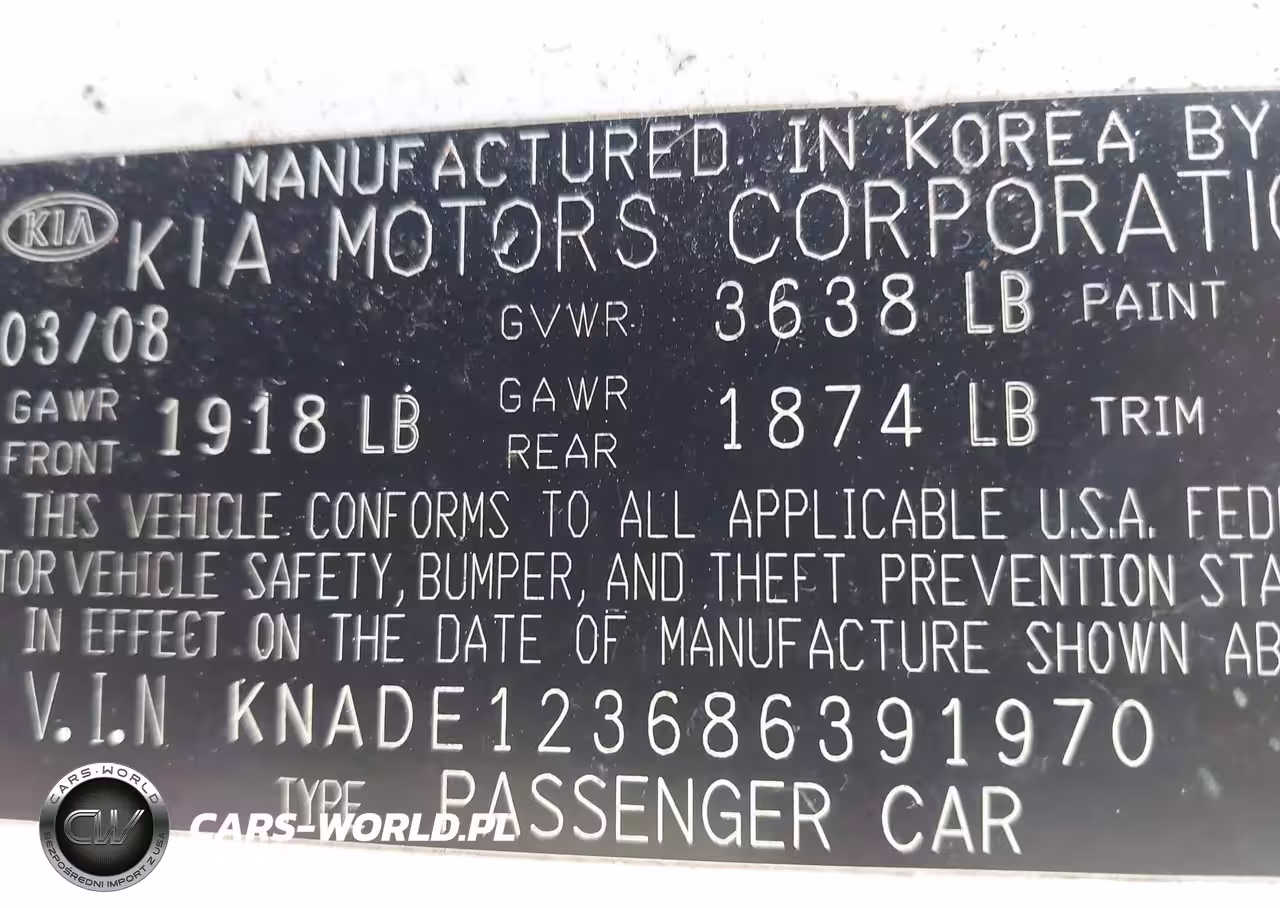 MANUFACTURED IN KOREA BY
KIA KIA MOTORS CORPORATIO
03/08 GVWR 3638 LB PAINT
GAWR FRONT 1918 LB GAWR REAR 1874 LB TRIM
THIS VEHICLE CONFORMS TO ALL APPLICABLE U.S.A. FED
TOR VEHICLE SAFETY, BUMPER, AND THEFT PREVENTION STA
IN EFFECT ON THE DATE OF MANUFACTURE SHOWN AB
V.I.N KNADE123686391970
TYPE PASSENGER CAR
CARS-WORLD
CW
BEZPOŚREDNI IMPORT Z USA
CARS-WORLD.PL